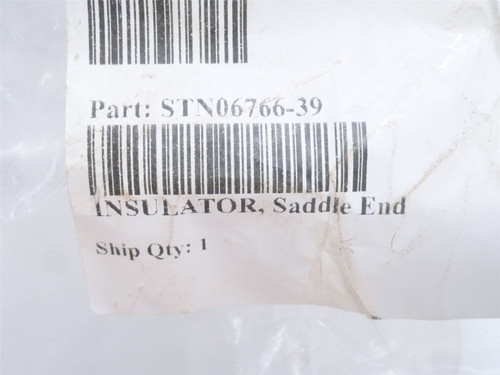 Part: STN06766-39
INSULATOR, Saddle End
Ship Qty: 1